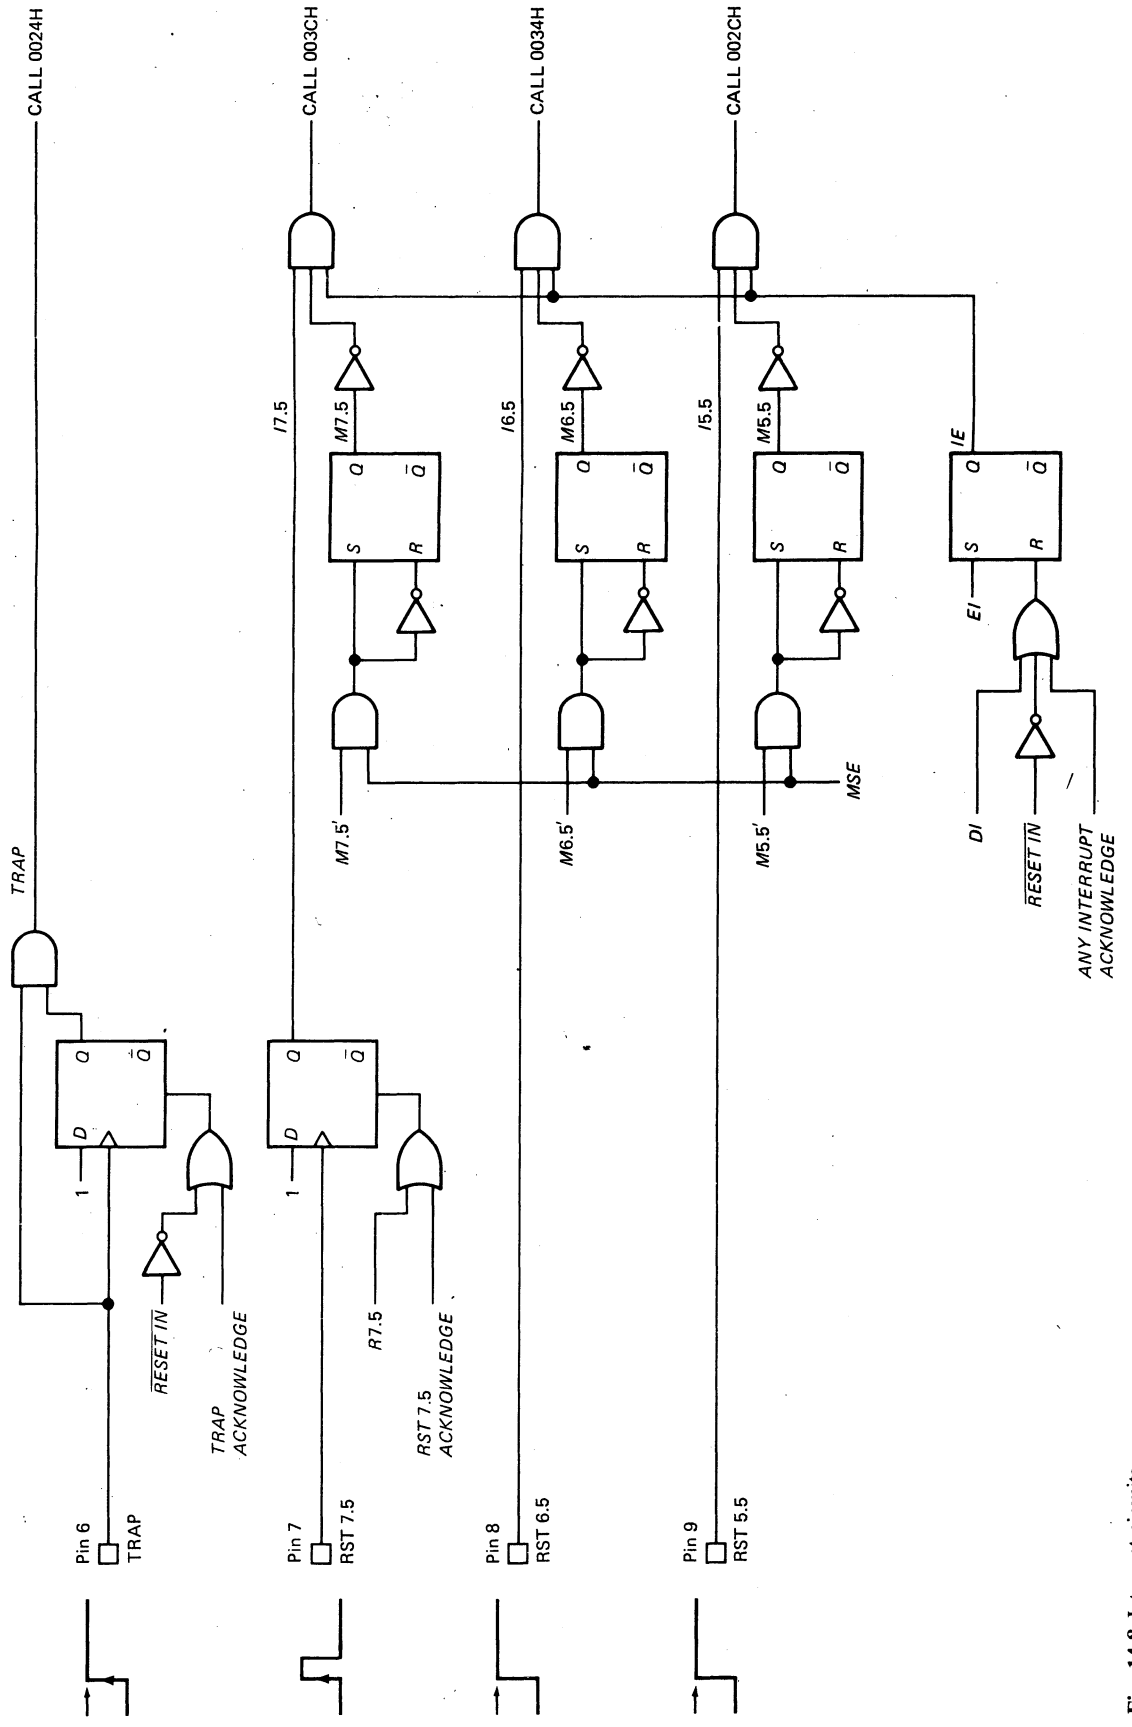 CALL 0024H
TRAP
D
Q
Q̅
1
R̅E̅S̅E̅T̅ I̅N̅
TRAP
ACKNOWLEDGE
Pin 6
TRAP
CALL 003CH
I7.5
M7.5
S
Q
R
Q̅
M7.5'
D
Q
Q̅
1
R7.5
RST 7.5
ACKNOWLEDGE
Pin 7
RST 7.5
CALL 0034H
I6.5
M6.5
S
Q
R
Q̅
M6.5'
Pin 8
RST 6.5
CALL 002CH
I5.5
M5.5
S
Q
R
Q̅
M5.5'
MSE
Pin 9
RST 5.5
IE
S
Q
R
Q̅
EI
DI
R̅E̅S̅E̅T̅ I̅N̅
ANY INTERRUPT
ACKNOWLEDGE